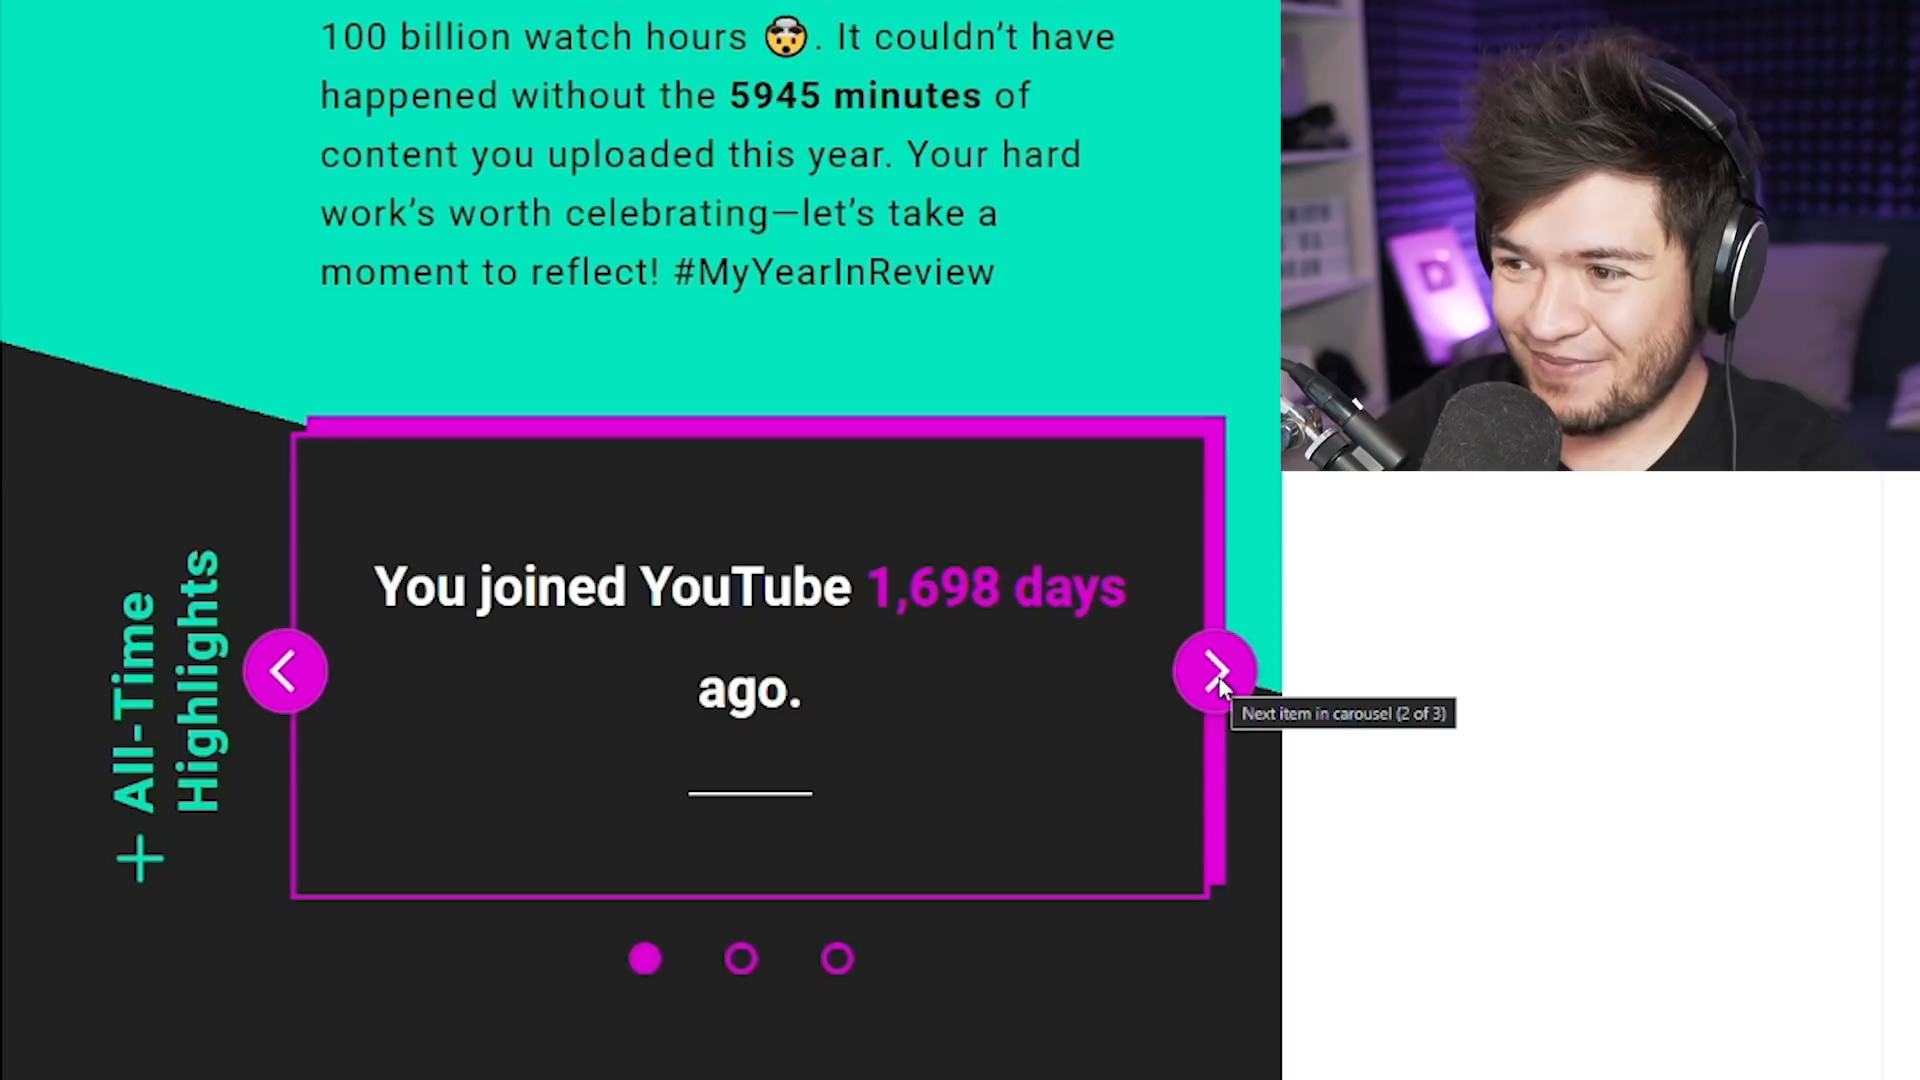 100 billion watch hours 🤯. It couldn’t have
happened without the 5945 minutes of
content you uploaded this year. Your hard
work’s worth celebrating—let’s take a
moment to reflect! #MyYearInReview
+ All-Time
Highlights
You joined YouTube 1,698 days
ago.
Next item in carousel (2 of 3)